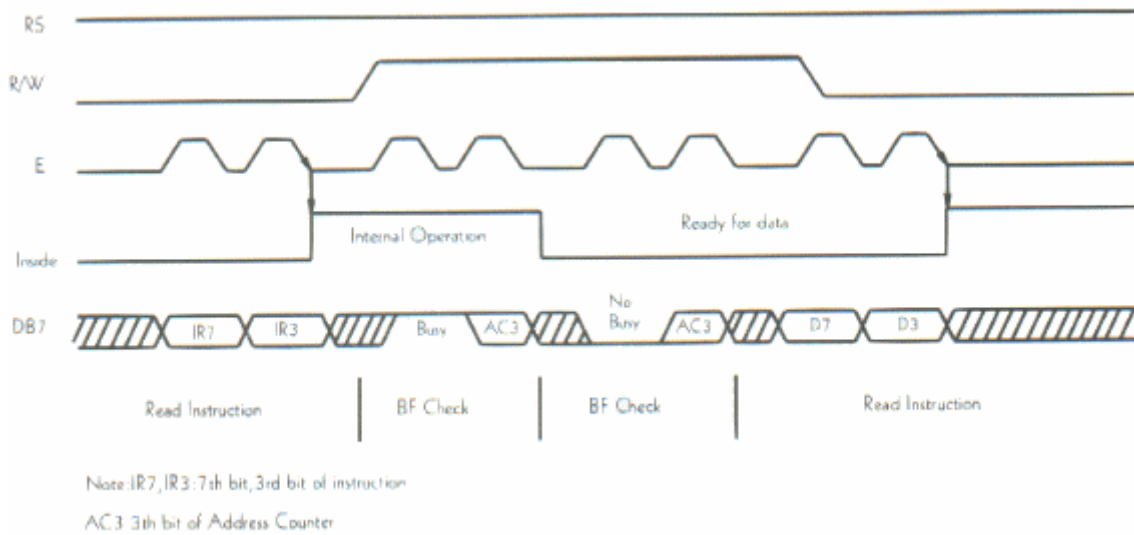 RS
R/W
E
Internal Operation
Ready for data
Inside
DB7
IR7
IR3
Busy
AC3
No
Busy
AC3
D7
D3
Read Instruction
BF Check
BF Check
Read Instruction
Note:IR7,IR3:7th bit,3rd bit of instruction
AC3 3th bit of Address Counter